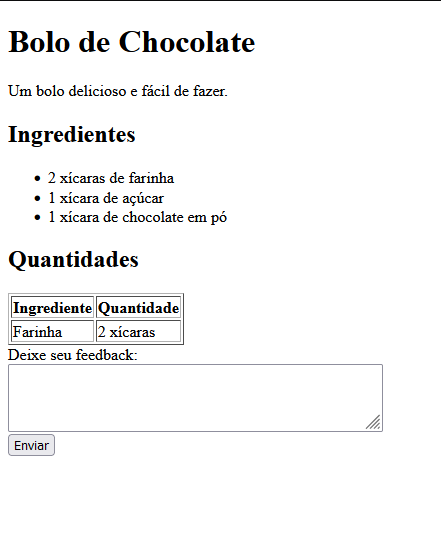 Bolo de Chocolate
Um bolo delicioso e fácil de fazer.
Ingredientes
2 xícaras de farinha
1 xícara de açúcar
1 xícara de chocolate em pó
Quantidades
Ingrediente Quantidade
Farinha 2 xícaras
Deixe seu feedback:
Enviar